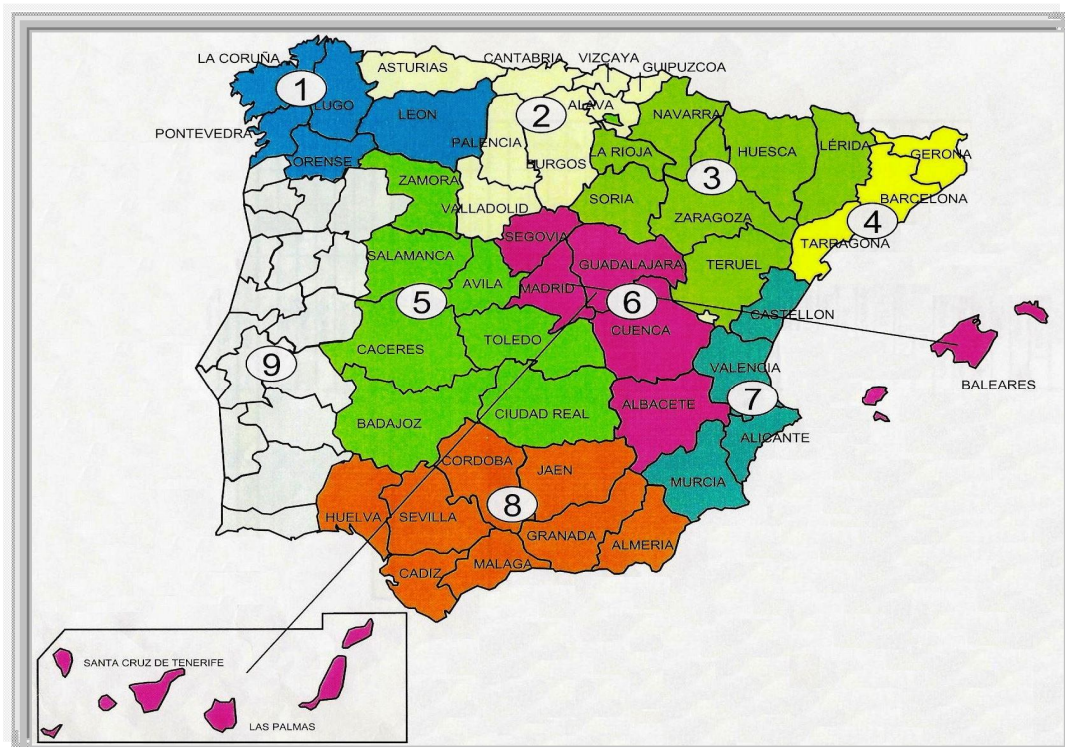 LA CORUÑA
ASTURIAS
CANTABRIA
VIZCAYA
GUIPUZCOA
1
LUGO
LEON
2
ALAVA
NAVARRA
PONTEVEDRA
ORENSE
PALENCIA
BURGOS
LA RIOJA
HUESCA
LÉRIDA
GERONA
ZAMORA
3
BARCELONA
VALLADOLID
SORIA
ZARAGOZA
4
SEGOVIA
TARRAGONA
SALAMANCA
AVILA
GUADALAJARA
TERUEL
MADRID
5
6
CASTELLON
CUENCA
TOLEDO
CACERES
9
VALENCIA
BALEARES
7
ALBACETE
CIUDAD REAL
BADAJOZ
ALICANTE
CORDOBA
JAEN
MURCIA
8
HUELVA
SEVILLA
GRANADA
ALMERIA
MALAGA
CADIZ
SANTA CRUZ DE TENERIFE
LAS PALMAS